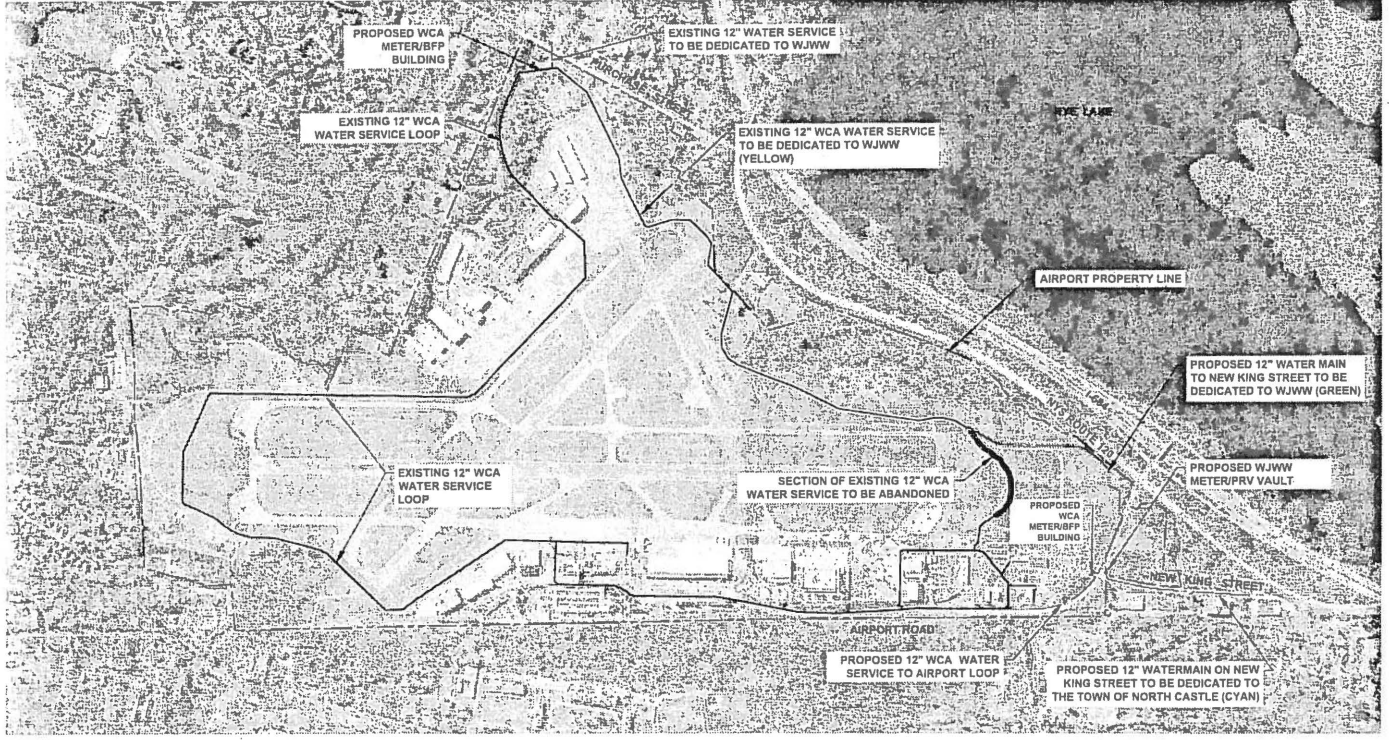 PROPOSED WCA
METER/BFP
BUILDING
EXISTING 12" WATER SERVICE
TO BE DEDICATED TO WJWW
EXISTING 12" WCA
WATER SERVICE LOOP
EXISTING 12" WCA WATER SERVICE
TO BE DEDICATED TO WJWW
(YELLOW)
RYE LAKE
AIRPORT PROPERTY LINE
PROPOSED 12" WATER MAIN
TO NEW KING STREET TO BE
DEDICATED TO WJWW (GREEN)
EXISTING 12" WCA
WATER SERVICE
LOOP
SECTION OF EXISTING 12" WCA
WATER SERVICE TO BE ABANDONED
PROPOSED WJWW
METER/PRV VAULT
PROPOSED
WCA
METER/BFP
BUILDING
NEW KING STREET
AIRPORT ROAD
PROPOSED 12" WCA WATER
SERVICE TO AIRPORT LOOP
PROPOSED 12" WATERMAIN ON NEW
KING STREET TO BE DEDICATED TO
THE TOWN OF NORTH CASTLE (CYAN)